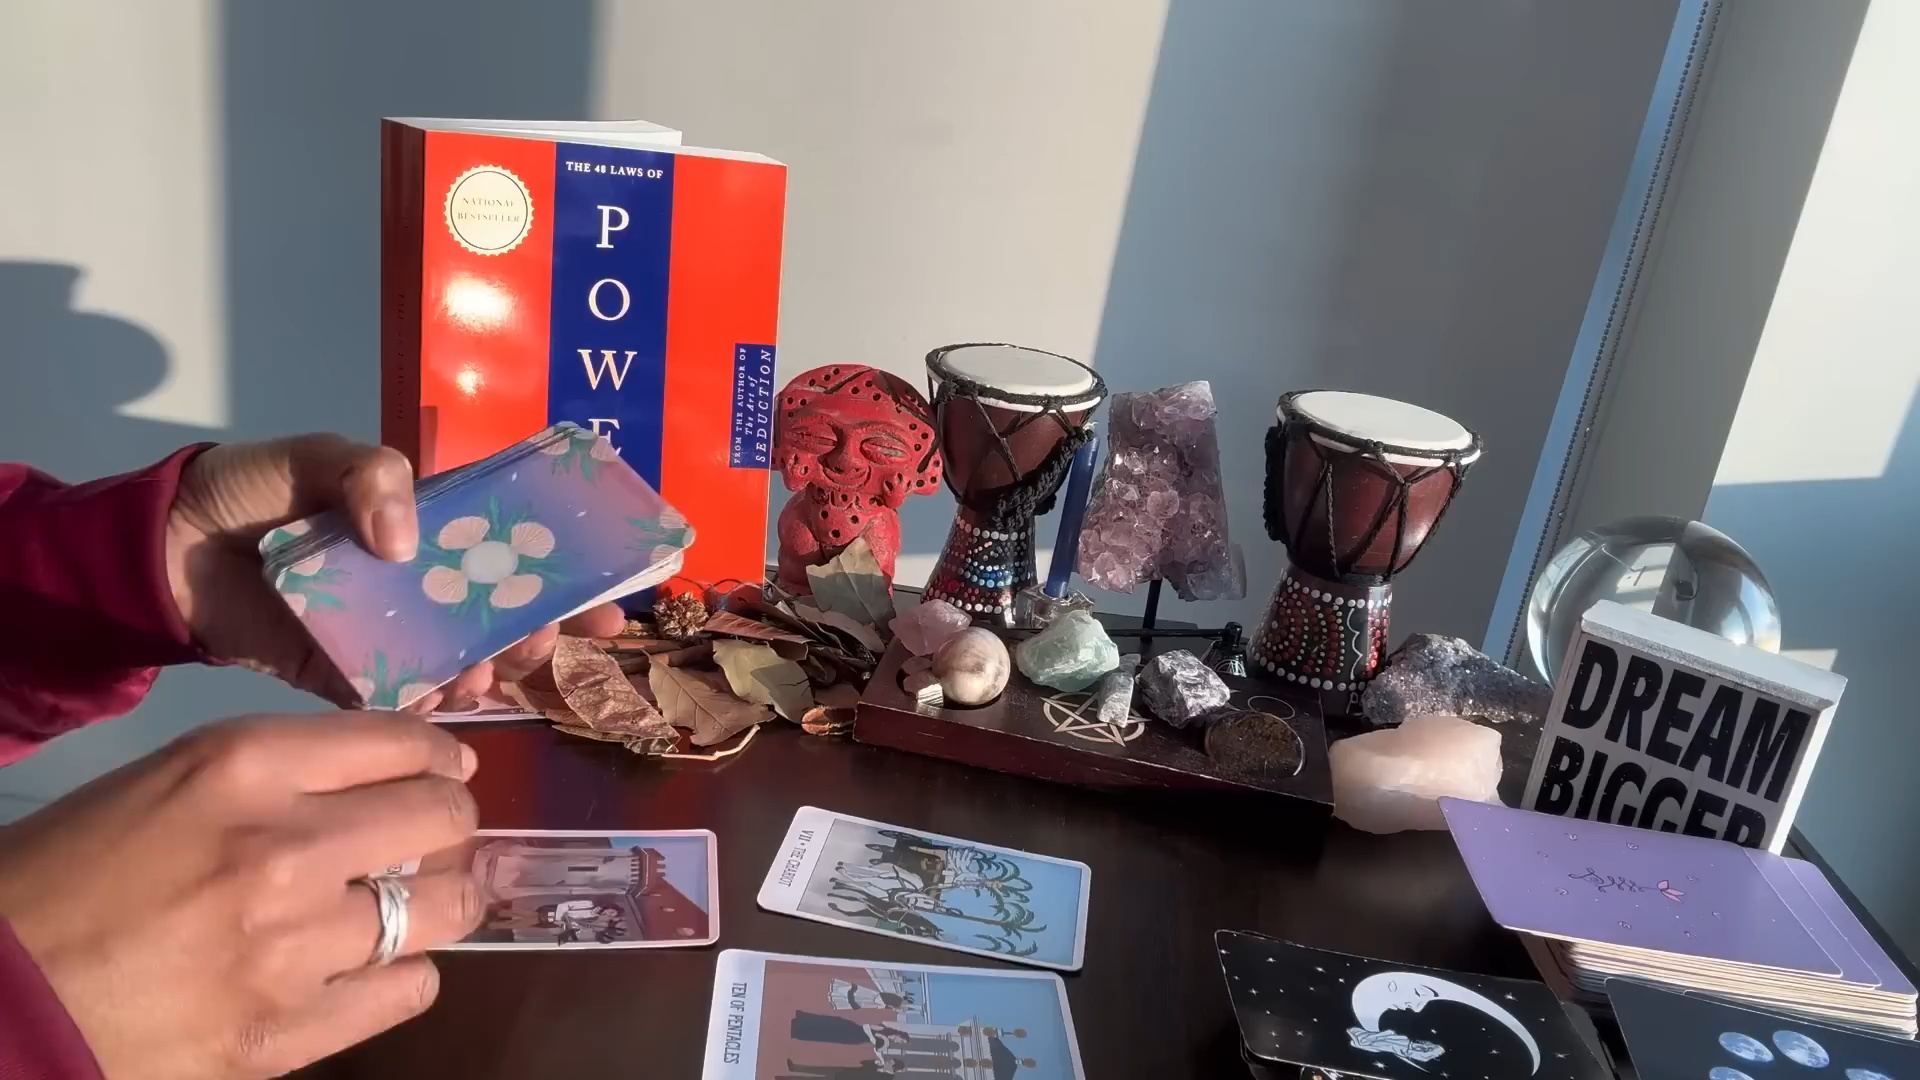 THE 48 LAWS OF
NATIONAL
BESTSELLER
P
O
W
E
FROM THE AUTHOR OF
The Art of
SEDUCTION
DREAM
BIGGER
VII • THE CHARIOT
TEN OF PENTACLES